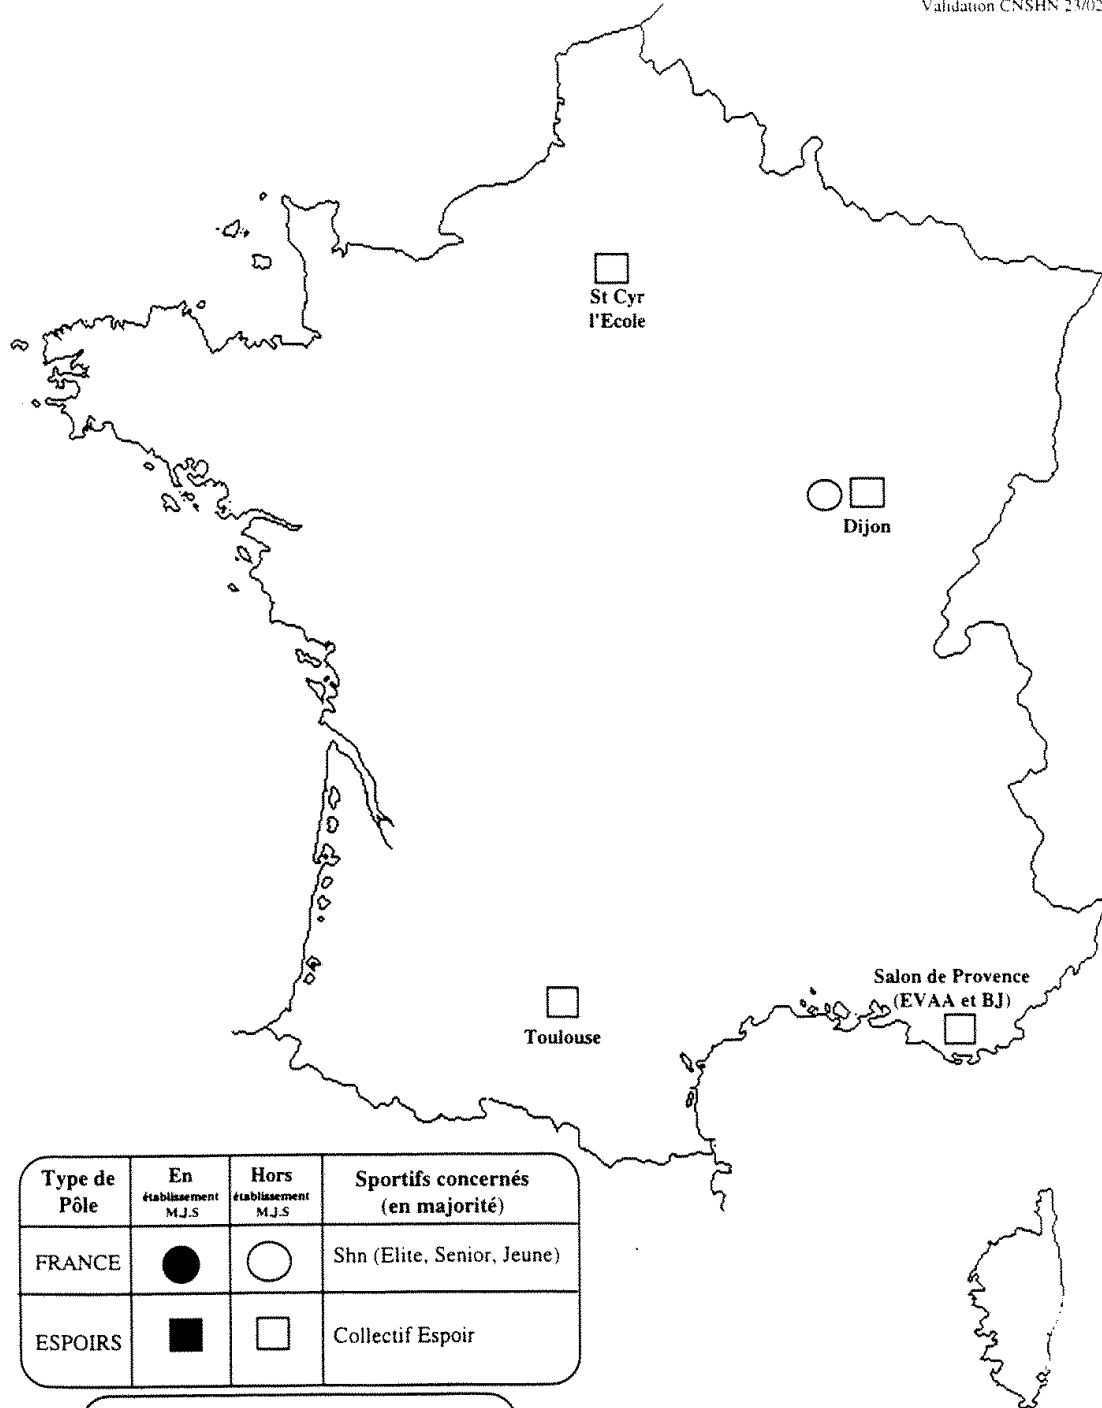 Validation CNSHN 23/02
St Cyr
l'Ecole
Dijon
Salon de Provence
(EVAA et BJ)
Toulouse
Type de Pôle
En établissement M.J.S
Hors établissement M.J.S
Sportifs concernés (en majorité)
FRANCE
Shn (Elite, Senior, Jeune)
ESPOIRS
Collectif Espoir